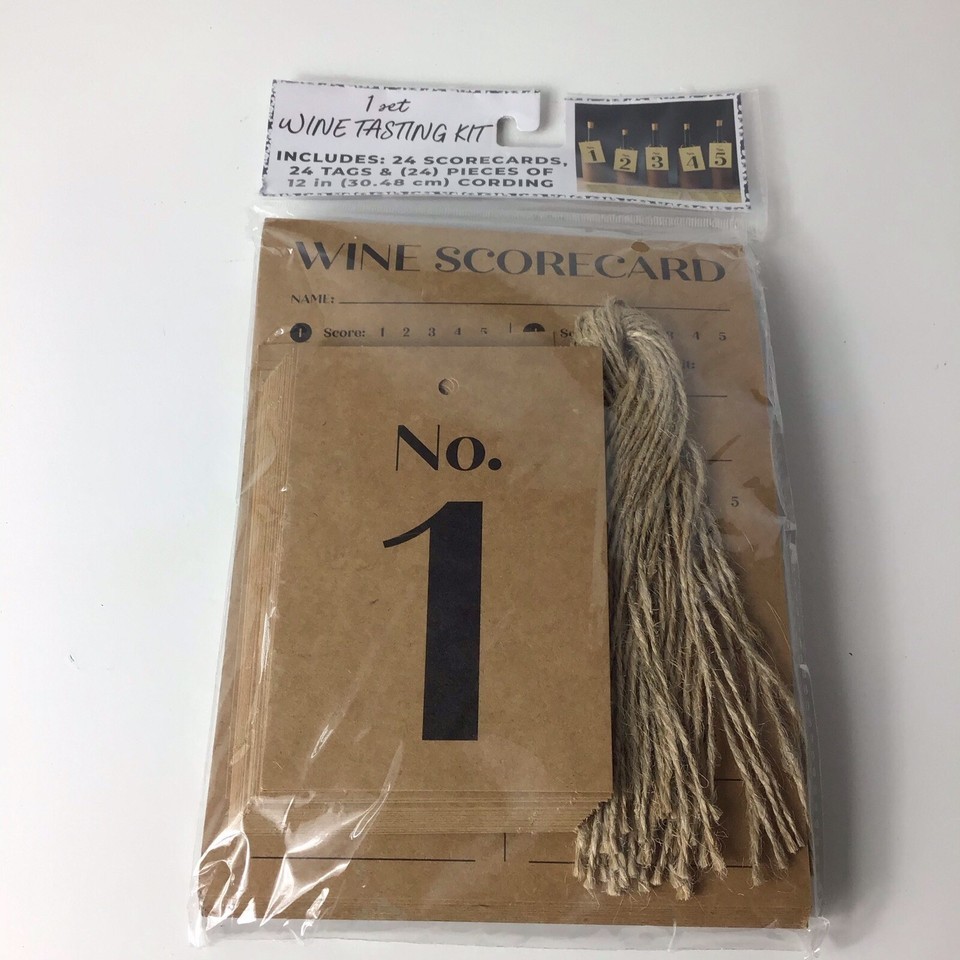 1 set
WINE TASTING KIT
INCLUDES: 24 SCORECARDS,
24 TAGS & (24) PIECES OF
12 in (30.48 cm) CORDING
1 2 3 4 5
WINE SCORECARD
NAME:
1 Score: 1 2 3 4 5 4 5
No.
1
5